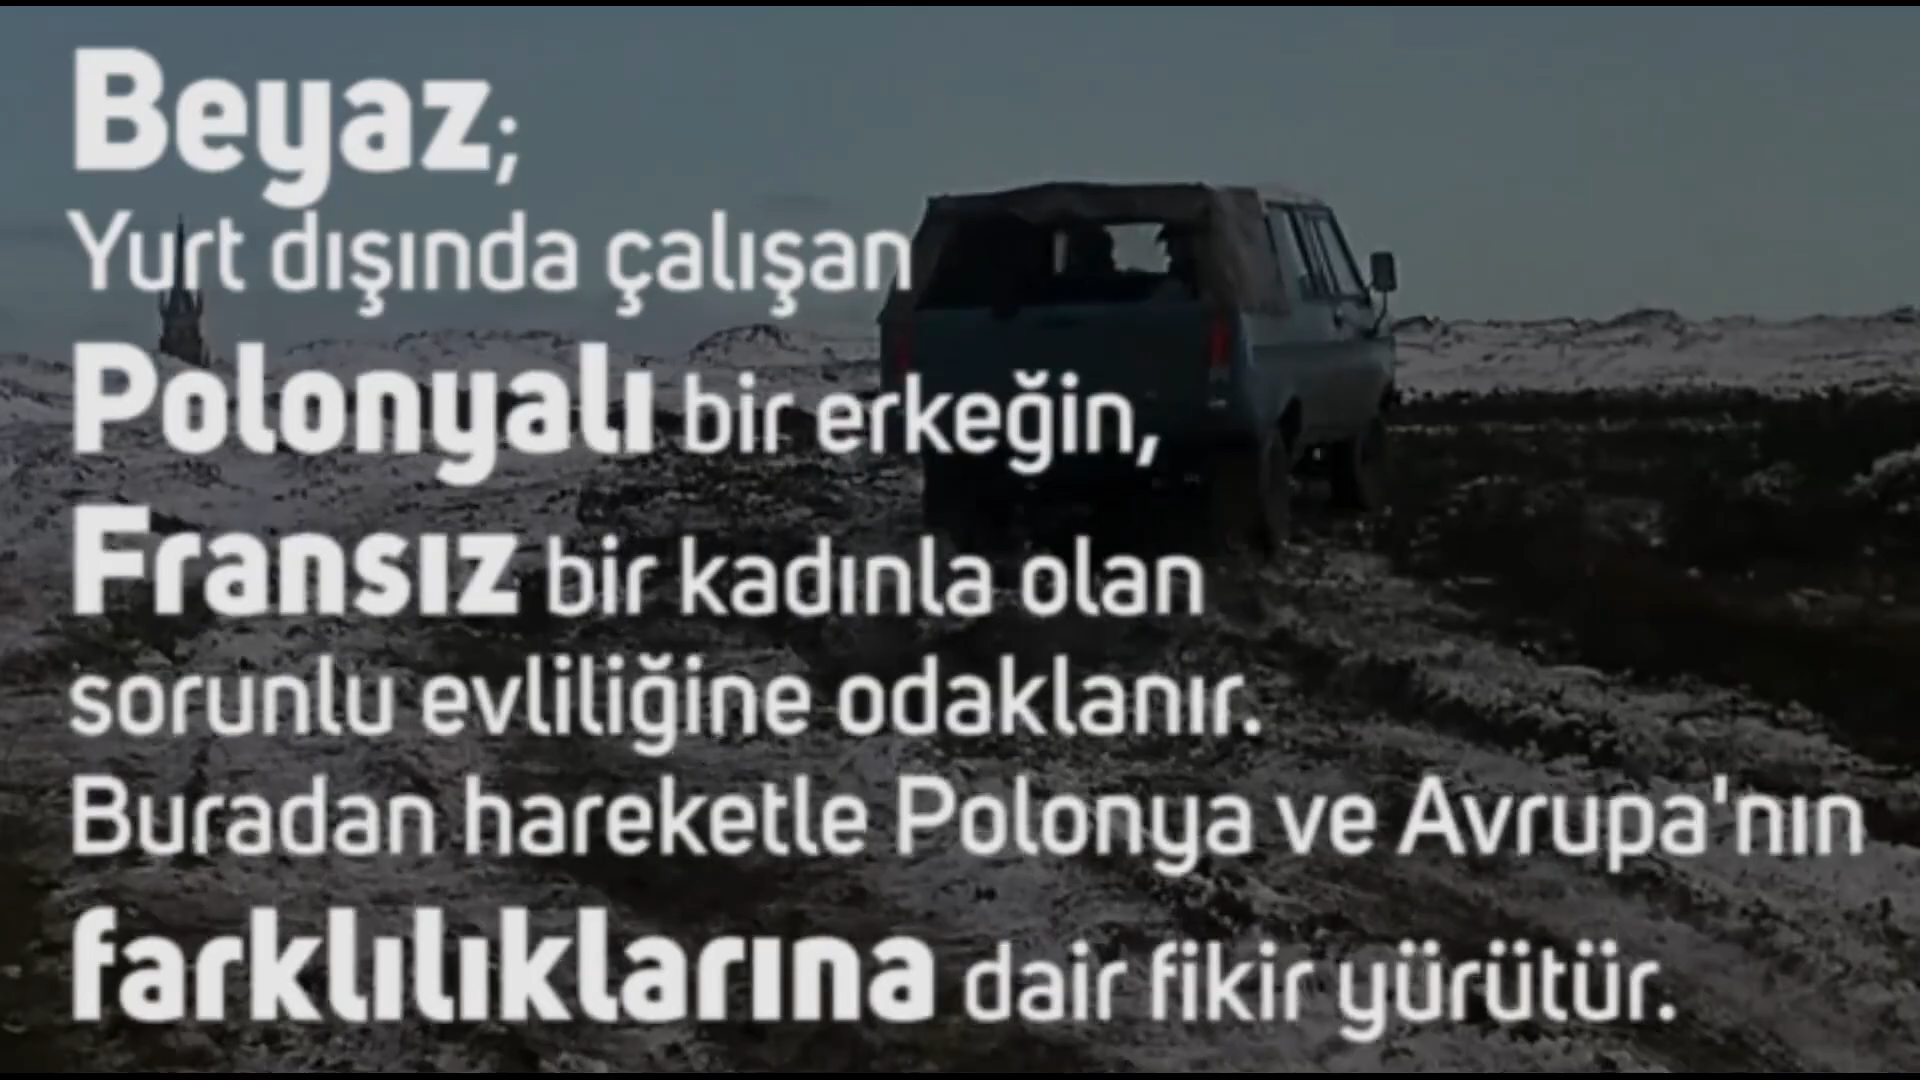 Beyaz;
Yurt dışında çalışan
Polonyalı bir erkeğin,
Fransız bir kadınla olan
sorunlu evliliğine odaklanır.
Buradan hareketle Polonya ve Avrupa'nın
farklılıklarına dair fikir yürütür.